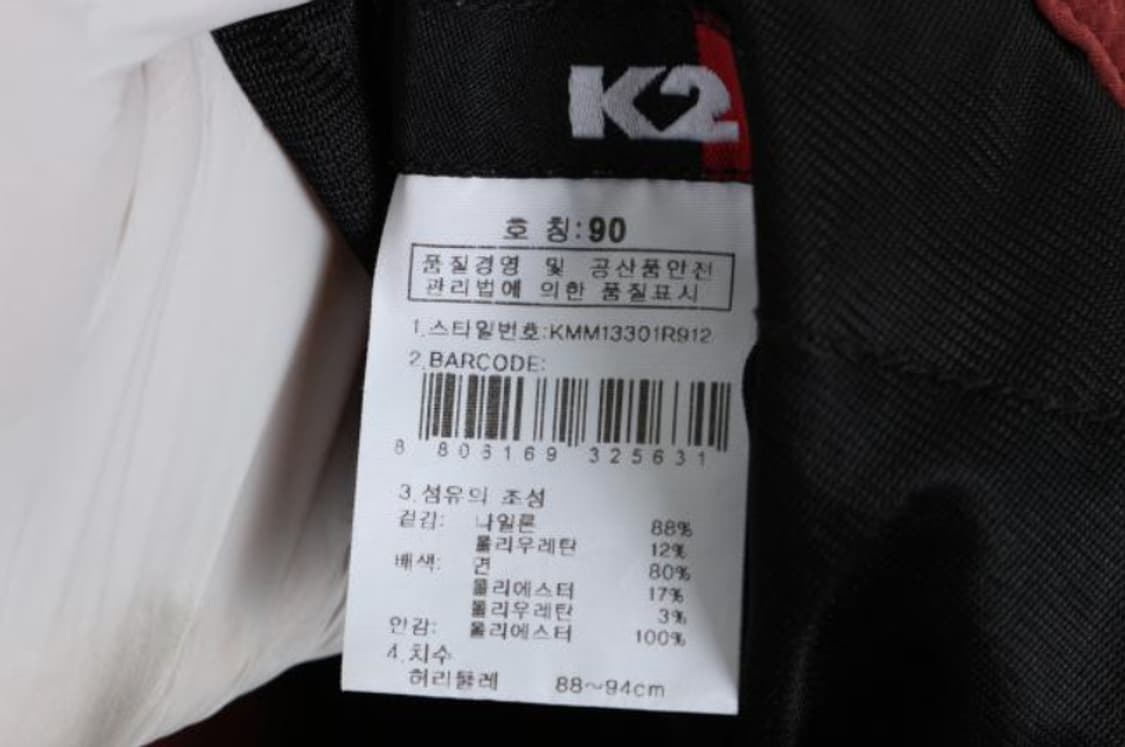 K2
호 칭:90
품질경영 및 공산품안전
관리법에 의한 품질표시
1.스타일번호:KMM13301R912
2.BARCODE:
8 806169 325631
3.섬유의 조성
겉감: 나일론 88%
폴리우레탄 12%
배색: 면 80%
폴리에스터 17%
폴리우레탄 3%
안감: 폴리에스터 100%
4.치수
허리둘레 88~94cm